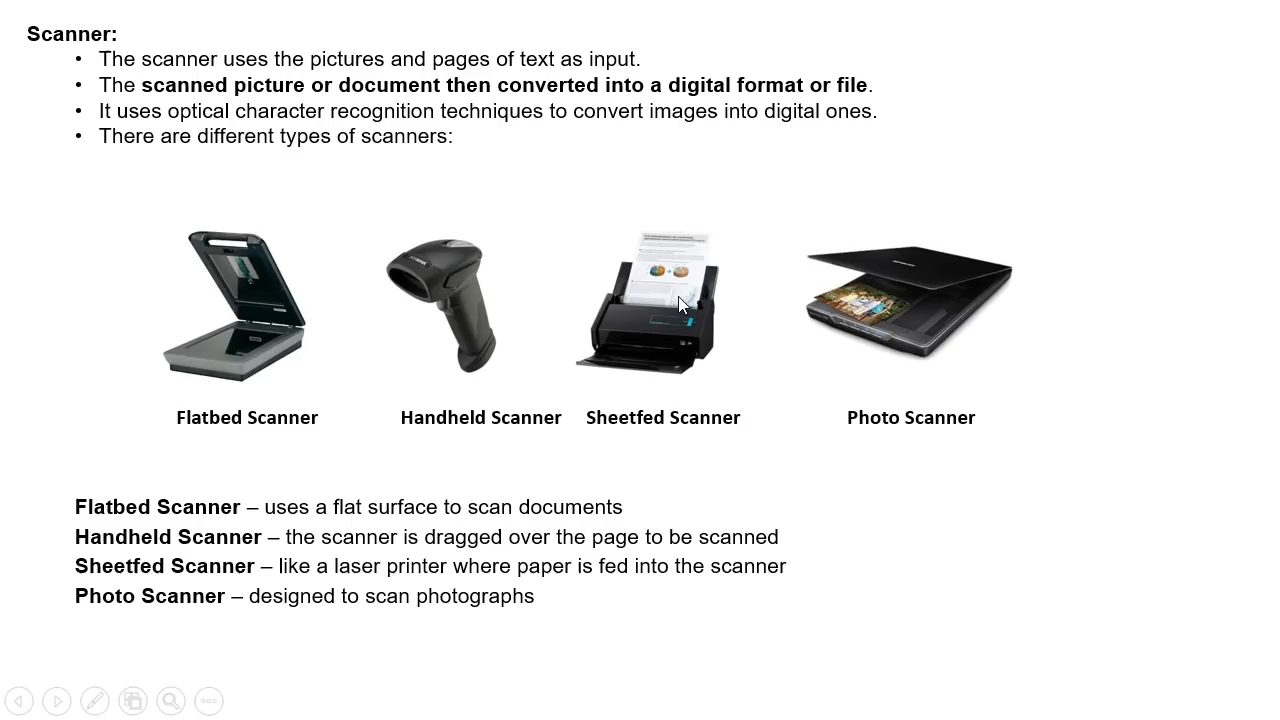 Scanner:
• The scanner uses the pictures and pages of text as input.
• The scanned picture or document then converted into a digital format or file.
• It uses optical character recognition techniques to convert images into digital ones.
• There are different types of scanners:
Flatbed Scanner Handheld Scanner Sheetfed Scanner Photo Scanner
Flatbed Scanner – uses a flat surface to scan documents
Handheld Scanner – the scanner is dragged over the page to be scanned
Sheetfed Scanner – like a laser printer where paper is fed into the scanner
Photo Scanner – designed to scan photographs